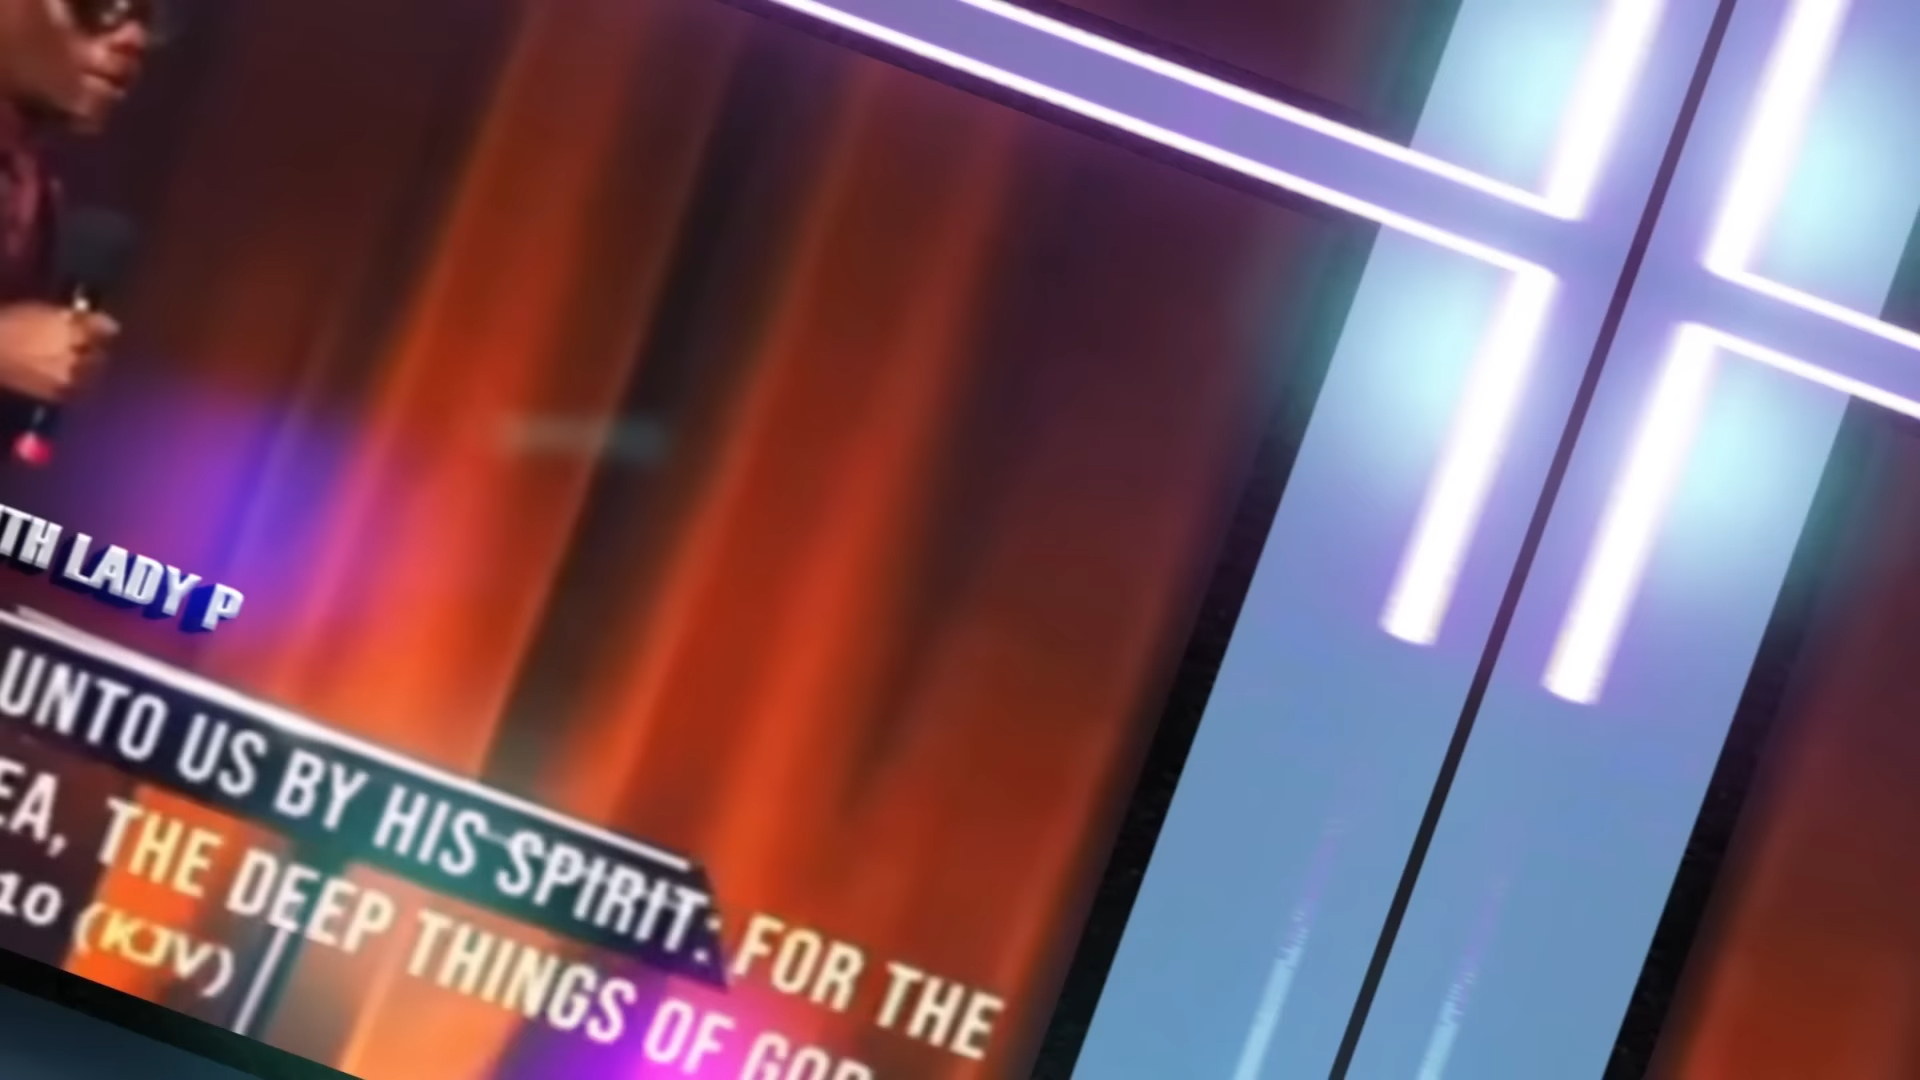 TH LADY P
UNTO US BY HIS SPIRIT: FOR THE
EA, THE DEEP THINGS OF GOD
10 (KJV)